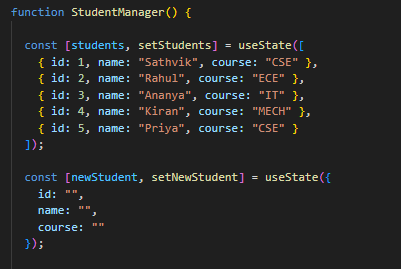 function StudentManager() {
const [students, setStudents] = useState([
{ id: 1, name: "Sathvik", course: "CSE" },
{ id: 2, name: "Rahul", course: "ECE" },
{ id: 3, name: "Ananya", course: "IT" },
{ id: 4, name: "Kiran", course: "MECH" },
{ id: 5, name: "Priya", course: "CSE" }
]);
const [newStudent, setNewStudent] = useState({
id: "",
name: "",
course: ""
});